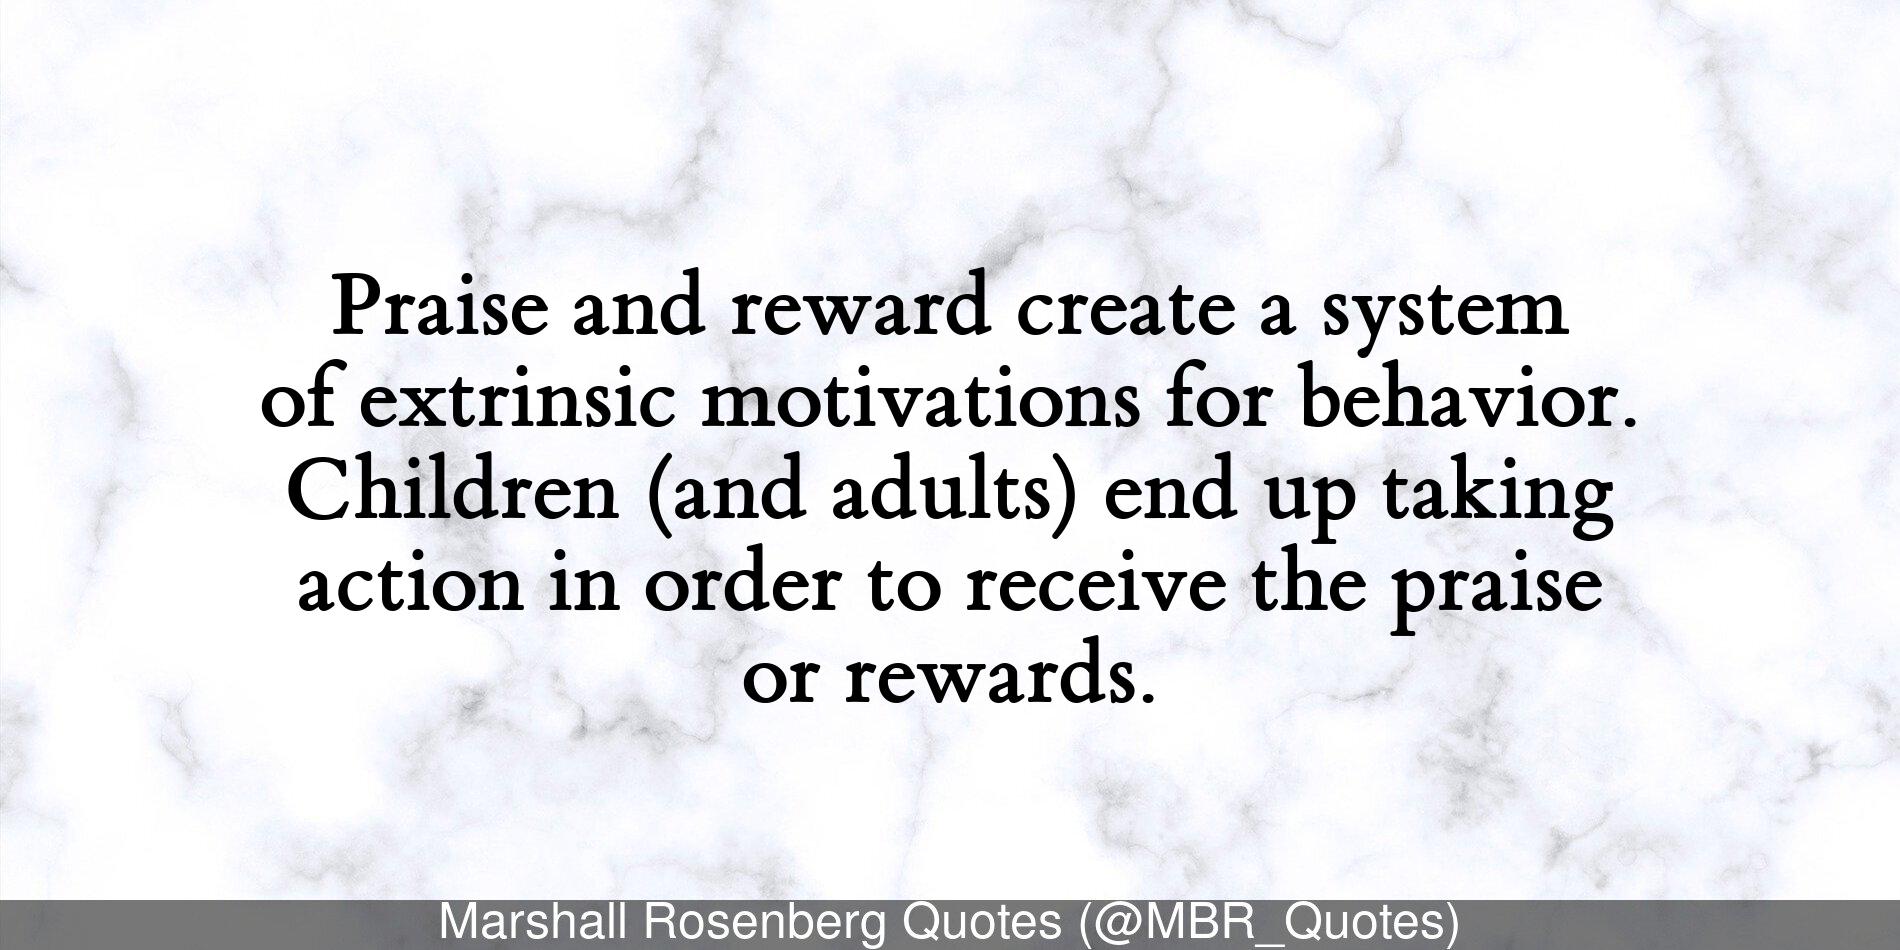 Praise and reward create a system
of extrinsic motivations for behavior.
Children (and adults) end up taking
action in order to receive the praise
or rewards.
Marshall Rosenberg Quotes (@MBR_Quotes)